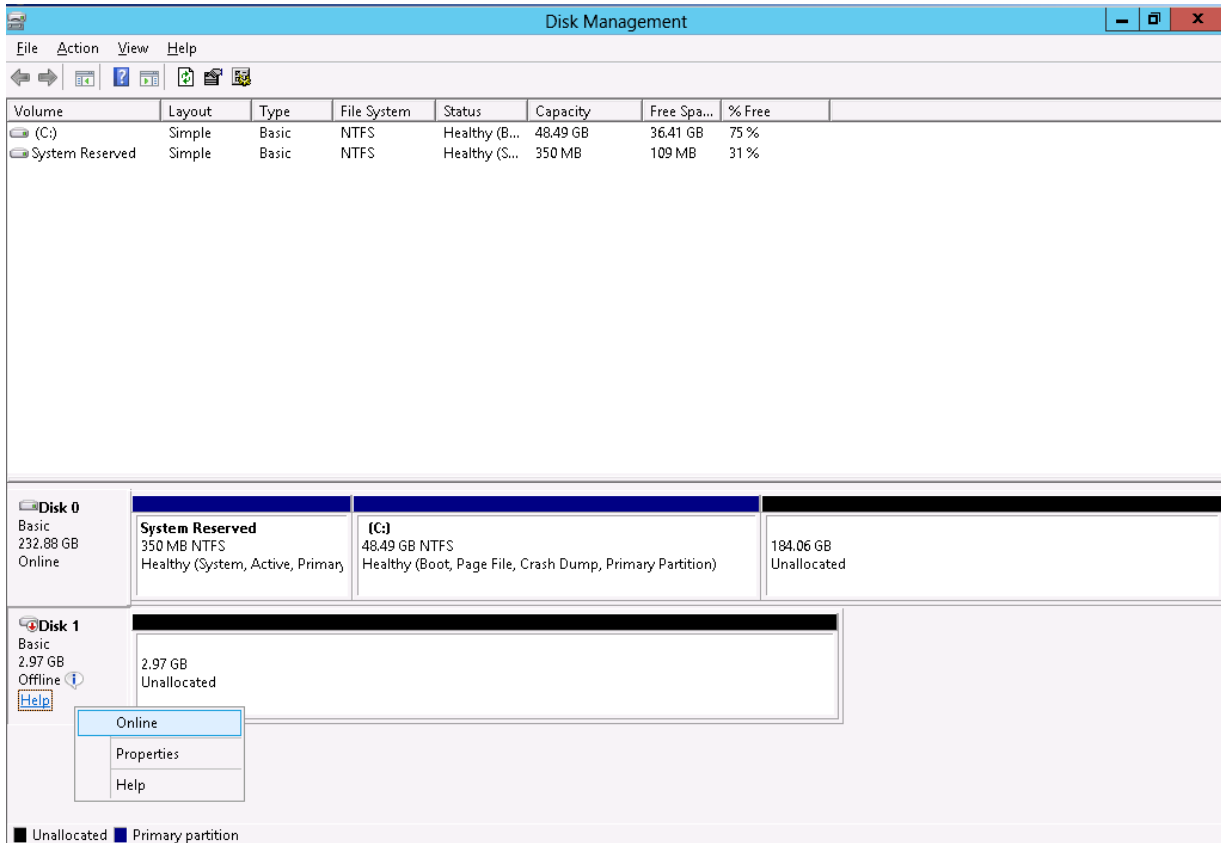 Disk Management
File Action View Help
Volume Layout Type File System Status Capacity Free Spa... % Free
(C:) Simple Basic NTFS Healthy (B... 48.49 GB 36.41 GB 75 %
System Reserved Simple Basic NTFS Healthy (S... 350 MB 109 MB 31 %
Disk 0
Basic
232.88 GB
Online
System Reserved
350 MB NTFS
Healthy (System, Active, Primary
(C:)
48.49 GB NTFS
Healthy (Boot, Page File, Crash Dump, Primary Partition)
184.06 GB
Unallocated
Disk 1
Basic
2.97 GB
Offline
Help
2.97 GB
Unallocated
Online
Properties
Help
Unallocated Primary partition